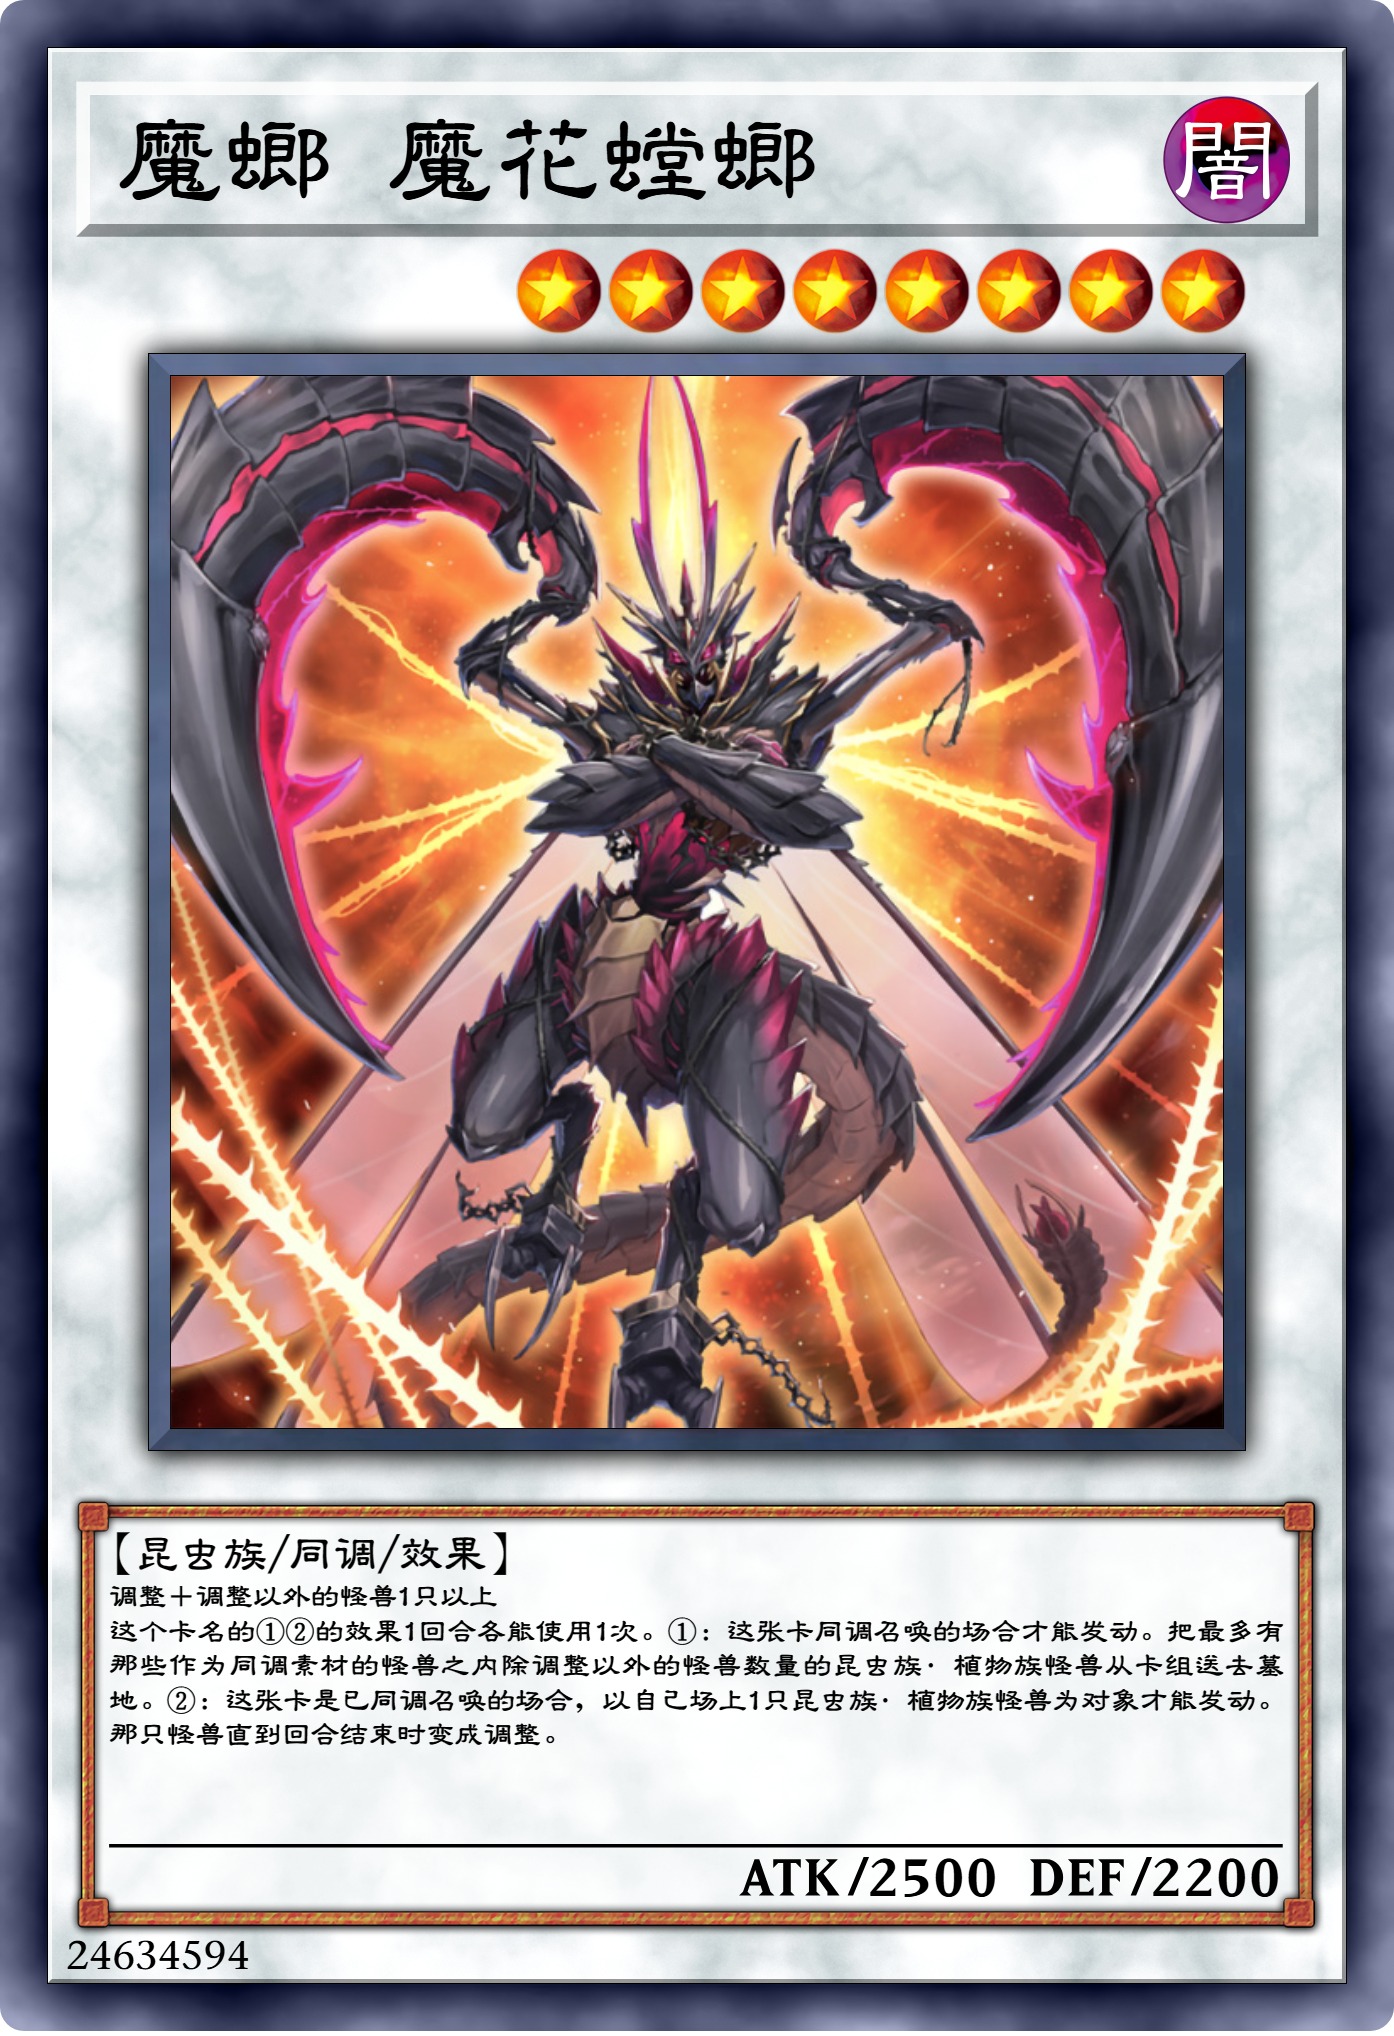 魔螂 魔花螳螂
闇
【昆虫族/同调/效果】
调整＋调整以外的怪兽1只以上
这个卡名的①②的效果1回合各能使用1次。①：这张卡同调召唤的场合才能发动。把最多有
那些作为同调素材的怪兽之内除调整以外的怪兽数量的昆虫族·植物族怪兽从卡组送去墓
地。②：这张卡是已同调召唤的场合，以自己场上1只昆虫族·植物族怪兽为对象才能发动。
那只怪兽直到回合结束时变成调整。
ATK/2500 DEF/2200
24634594